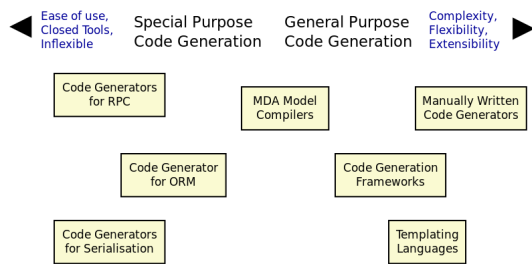 Ease of use,
Closed Tools,
Inflexible
Special Purpose
Code Generation
General Purpose
Code Generation
Complexity,
Flexibility,
Extensibility
Code Generators
for RPC
MDA Model
Compilers
Manually Written
Code Generators
Code Generator
for ORM
Code Generation
Frameworks
Code Generators
for Serialisation
Templating
Languages